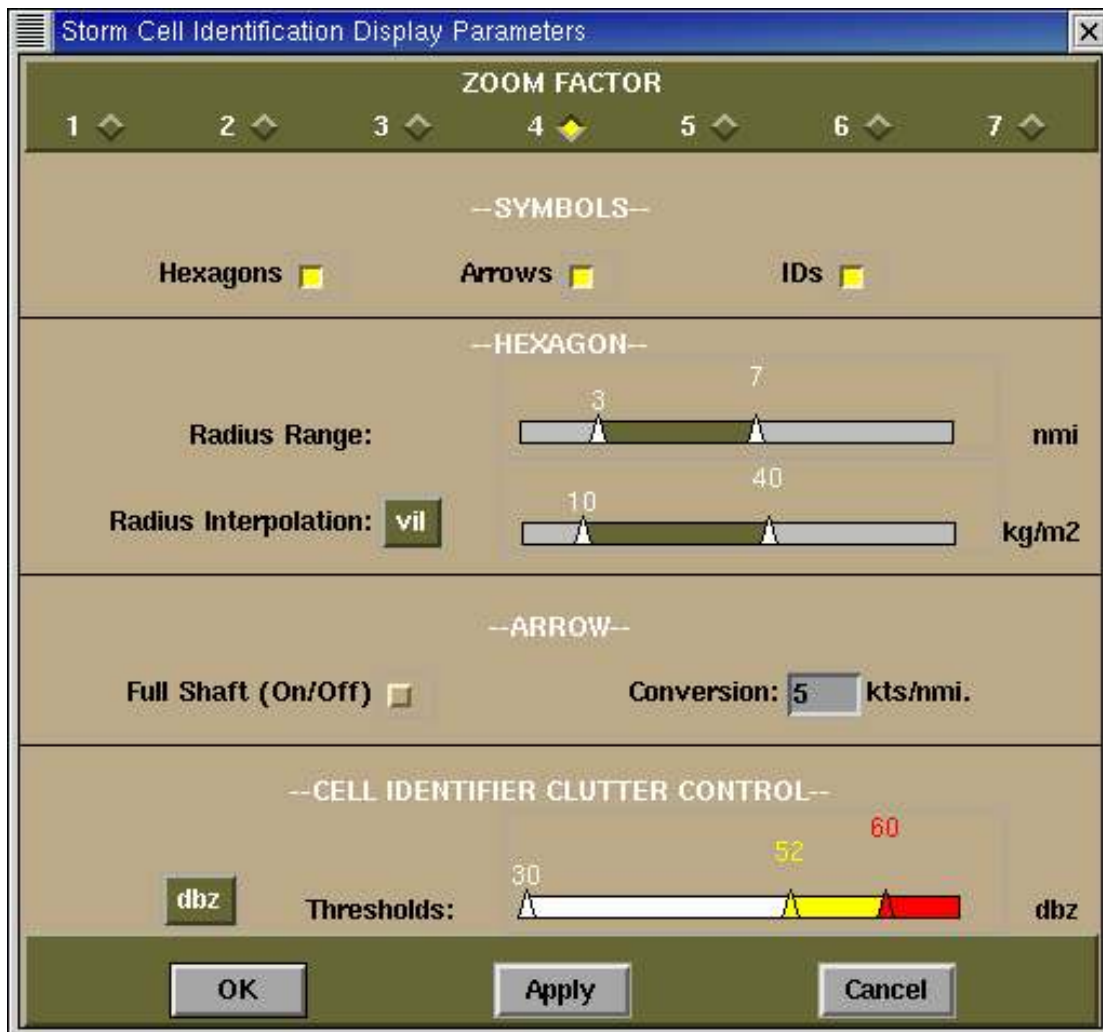 Storm Cell Identification Display Parameters
ZOOM FACTOR
1 2 3 4 5 6 7
--SYMBOLS--
Hexagons Arrows IDs
--HEXAGON--
3 7
Radius Range: nmi
10 40
Radius Interpolation: vil kg/m2
--ARROW--
Full Shaft (On/Off) Conversion: 5 kts/nmi.
--CELL IDENTIFIER CLUTTER CONTROL--
30 52 60
dbz Thresholds: dbz
OK Apply Cancel